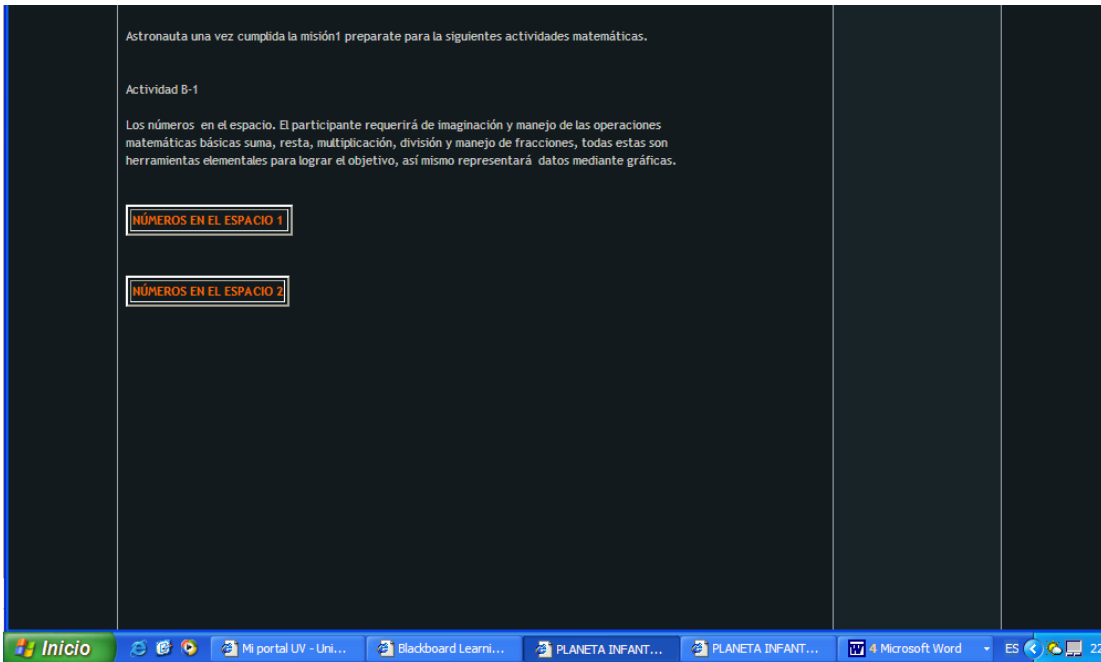 Astronauta una vez cumplida la misión1 preparate para la siguientes actividades matemáticas.
Actividad B-1
Los números en el espacio. El participante requerirá de imaginación y manejo de las operaciones
matemáticas básicas suma, resta, multiplicación, división y manejo de fracciones, todas estas son
herramientas elementales para lograr el objetivo, así mismo representará datos mediante gráficas.
NÚMEROS EN EL ESPACIO 1
NÚMEROS EN EL ESPACIO 2
Inicio
Mi portal UV - Uni...
Blackboard Learni...
PLANETA INFANT...
PLANETA INFANT...
4 Microsoft Word
ES
22